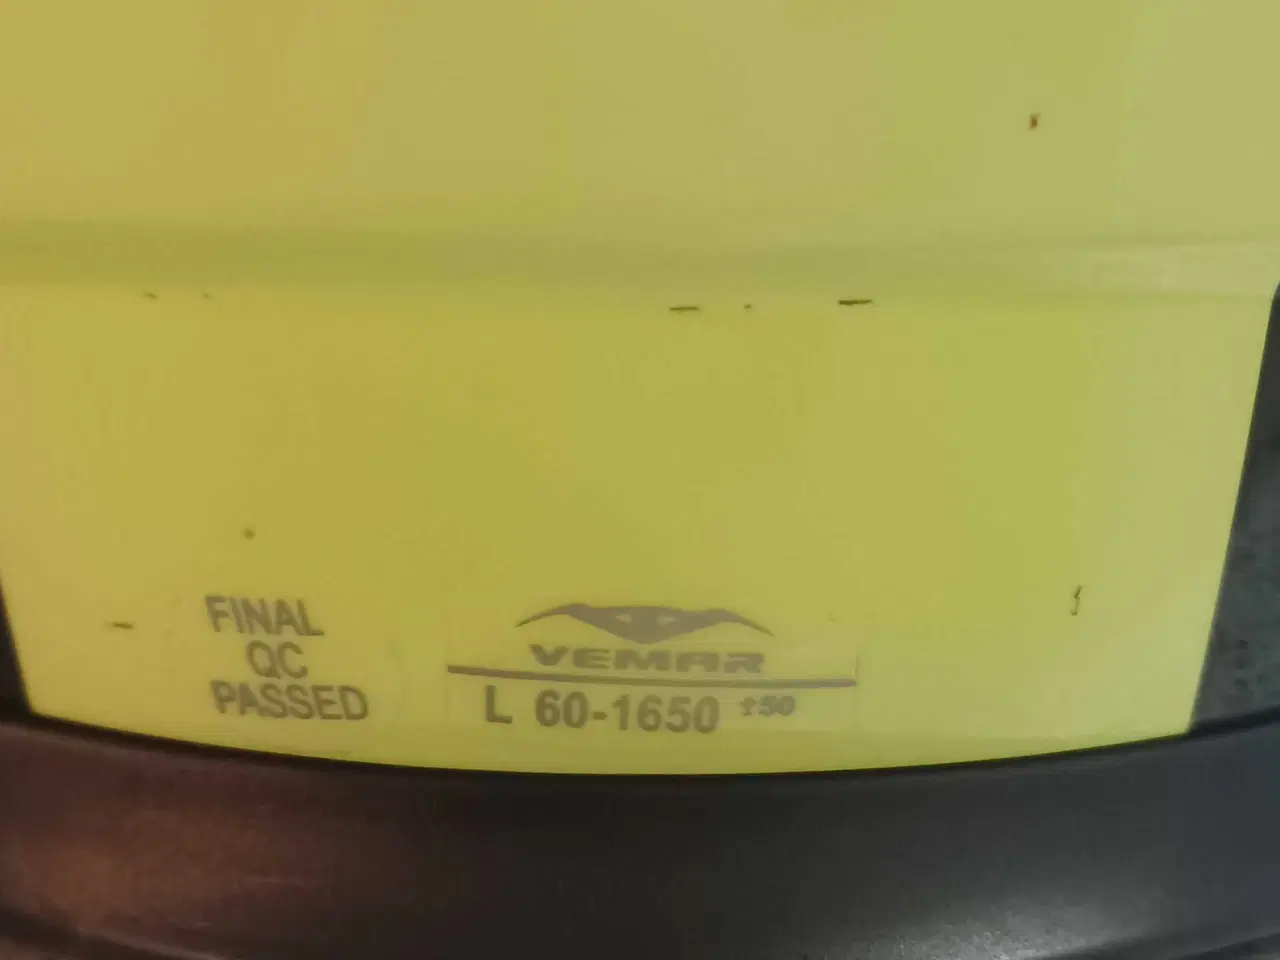 FINAL
QC
PASSED
VEMAR
L 60-1650 ±50